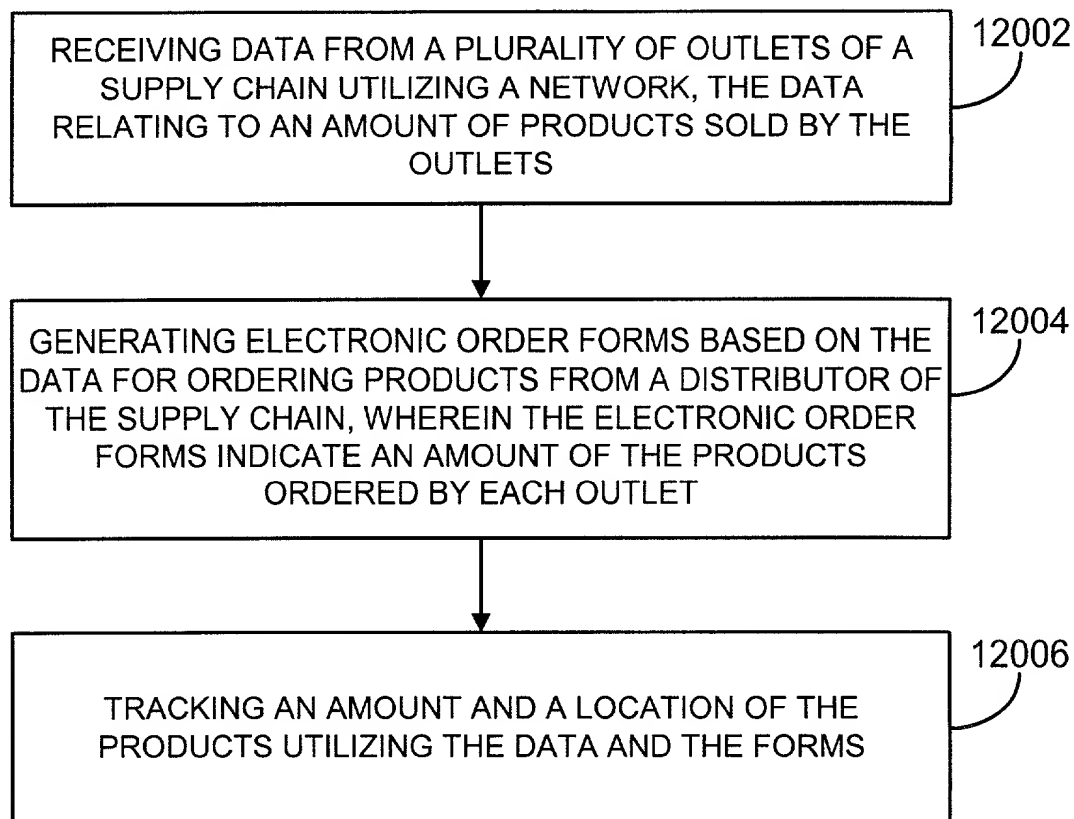 RECEIVING DATA FROM A PLURALITY OF OUTLETS OF A
SUPPLY CHAIN UTILIZING A NETWORK, THE DATA
RELATING TO AN AMOUNT OF PRODUCTS SOLD BY THE
OUTLETS
12002
GENERATING ELECTRONIC ORDER FORMS BASED ON THE
DATA FOR ORDERING PRODUCTS FROM A DISTRIBUTOR OF
THE SUPPLY CHAIN, WHEREIN THE ELECTRONIC ORDER
FORMS INDICATE AN AMOUNT OF THE PRODUCTS
ORDERED BY EACH OUTLET
12004
TRACKING AN AMOUNT AND A LOCATION OF THE
PRODUCTS UTILIZING THE DATA AND THE FORMS
12006